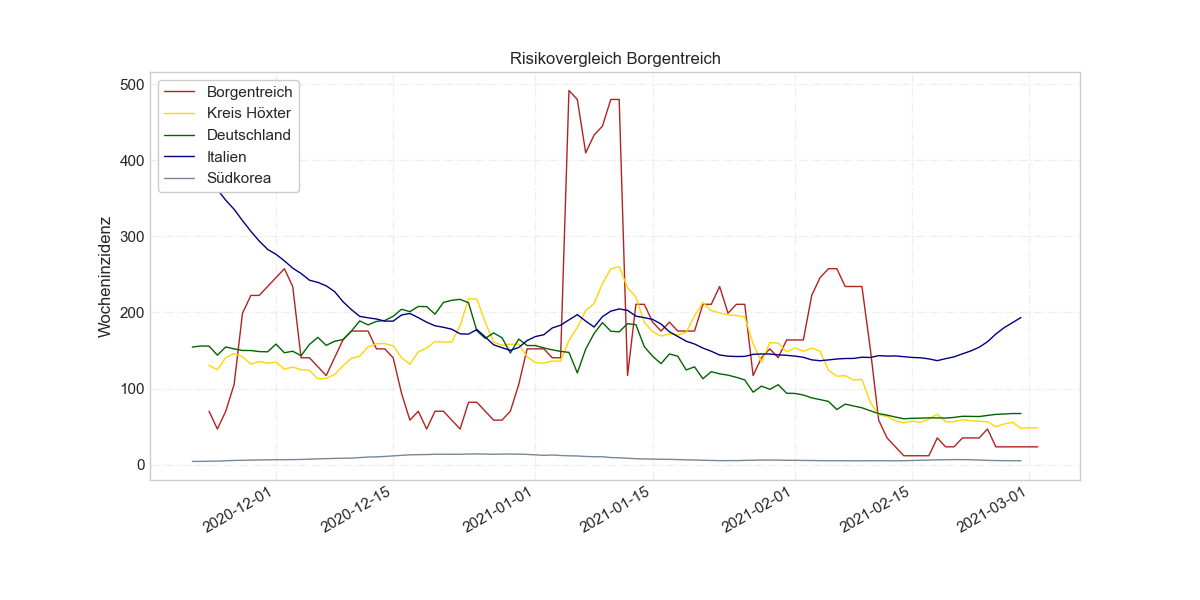 Risikovergleich Borgentreich
Wocheninzidenz
500
400
300
200
100
0
Borgentreich
Kreis Höxter
Deutschland
Italien
Südkorea
2020-12-01
2020-12-15
2021-01-01
2021-01-15
2021-02-01
2021-02-15
2021-03-01